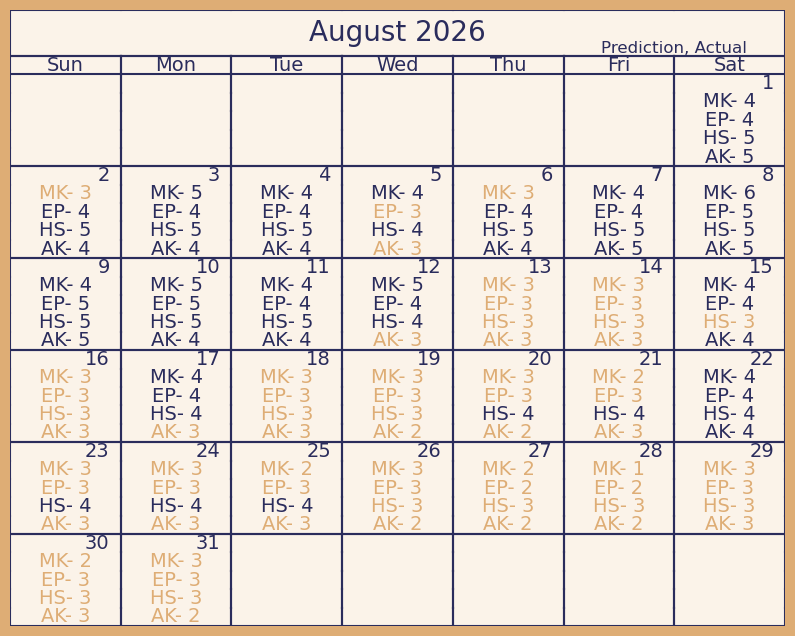 August 2026
Prediction, Actual
Sun Mon Tue Wed Thu Fri Sat
1
MK- 4
EP- 4
HS- 5
AK- 5
2 3 4 5 6 7 8
MK- 3 MK- 5 MK- 4 MK- 4 MK- 3 MK- 4 MK- 6
EP- 4 EP- 4 EP- 4 EP- 3 EP- 4 EP- 4 EP- 5
HS- 5 HS- 5 HS- 5 HS- 4 HS- 5 HS- 5 HS- 5
AK- 4 AK- 4 AK- 4 AK- 3 AK- 4 AK- 5 AK- 5
9 10 11 12 13 14 15
MK- 4 MK- 5 MK- 4 MK- 5 MK- 3 MK- 3 MK- 4
EP- 5 EP- 5 EP- 4 EP- 4 EP- 3 EP- 3 EP- 4
HS- 5 HS- 5 HS- 5 HS- 4 HS- 3 HS- 3 HS- 3
AK- 5 AK- 4 AK- 4 AK- 3 AK- 3 AK- 3 AK- 4
16 17 18 19 20 21 22
MK- 3 MK- 4 MK- 3 MK- 3 MK- 3 MK- 2 MK- 4
EP- 3 EP- 4 EP- 3 EP- 3 EP- 3 EP- 3 EP- 4
HS- 3 HS- 4 HS- 3 HS- 3 HS- 4 HS- 4 HS- 4
AK- 3 AK- 3 AK- 3 AK- 2 AK- 2 AK- 3 AK- 4
23 24 25 26 27 28 29
MK- 3 MK- 3 MK- 2 MK- 3 MK- 2 MK- 1 MK- 3
EP- 3 EP- 3 EP- 3 EP- 3 EP- 2 EP- 2 EP- 3
HS- 4 HS- 4 HS- 4 HS- 3 HS- 3 HS- 3 HS- 3
AK- 3 AK- 3 AK- 3 AK- 2 AK- 2 AK- 2 AK- 3
30 31
MK- 2 MK- 3
EP- 3 EP- 3
HS- 3 HS- 3
AK- 3 AK- 2